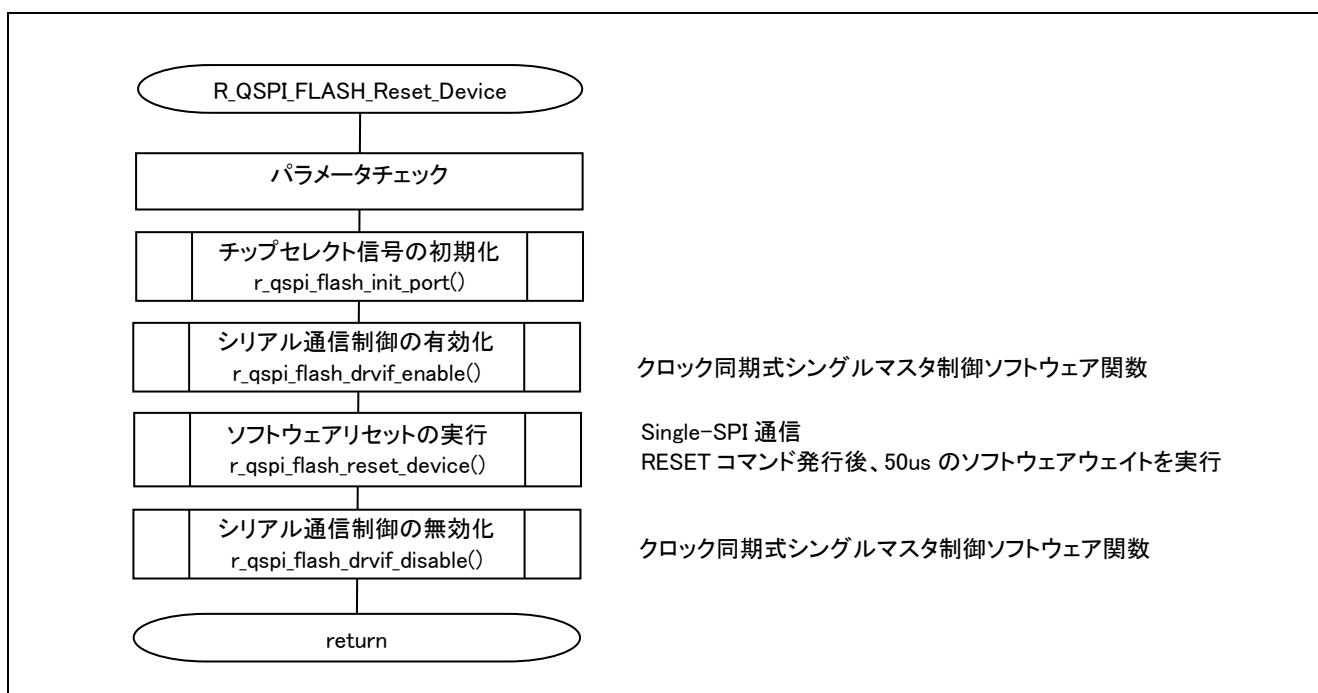 R_QSPI_FLASH_Reset_Device
パラメータチェック
チップセレクト信号の初期化
r_qspi_flash_init_port()
シリアル通信制御の有効化
r_qspi_flash_drvif_enable()
クロック同期式シングルマスタ制御ソフトウェア関数
ソフトウェアリセットの実行
r_qspi_flash_reset_device()
Single-SPI 通信
RESET コマンド発行後、50us のソフトウェアウェイトを実行
シリアル通信制御の無効化
r_qspi_flash_drvif_disable()
クロック同期式シングルマスタ制御ソフトウェア関数
return